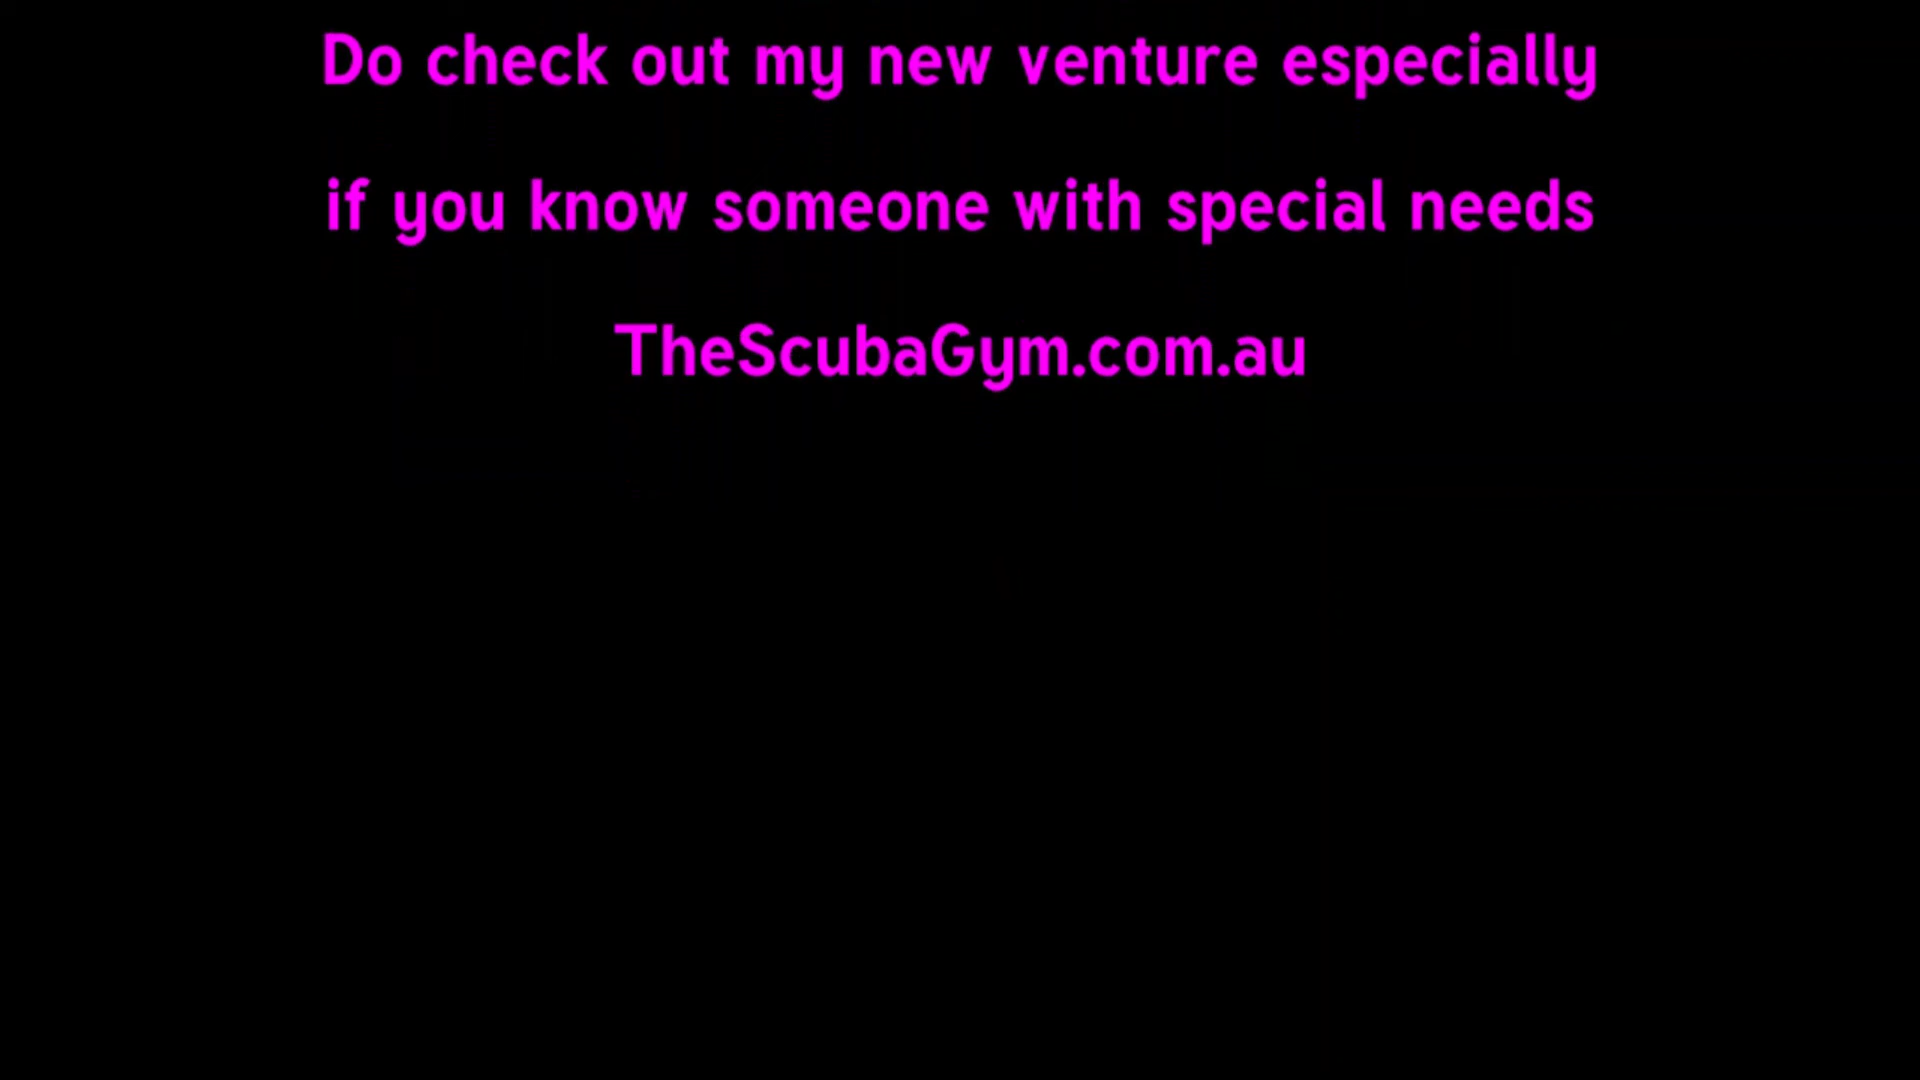 Do check out my new venture especially
if you know someone with special needs
TheScubaGym.com.au